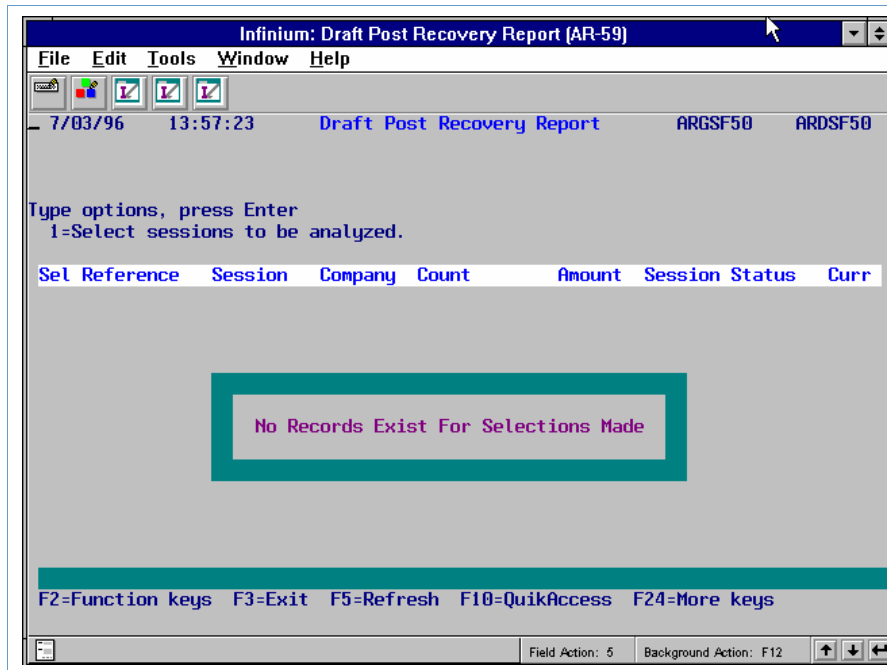 Infinium: Draft Post Recovery Report (AR-59)
File Edit Tools Window Help
7/03/96 13:57:23 Draft Post Recovery Report ARGSF50 ARDSF50
Type options, press Enter
1=Select sessions to be analyzed.
Sel Reference Session Company Count Amount Session Status Curr
No Records Exist For Selections Made
F2=Function keys F3=Exit F5=Refresh F10=QuikAccess F24=More keys
Field Action: 5 Background Action: F12